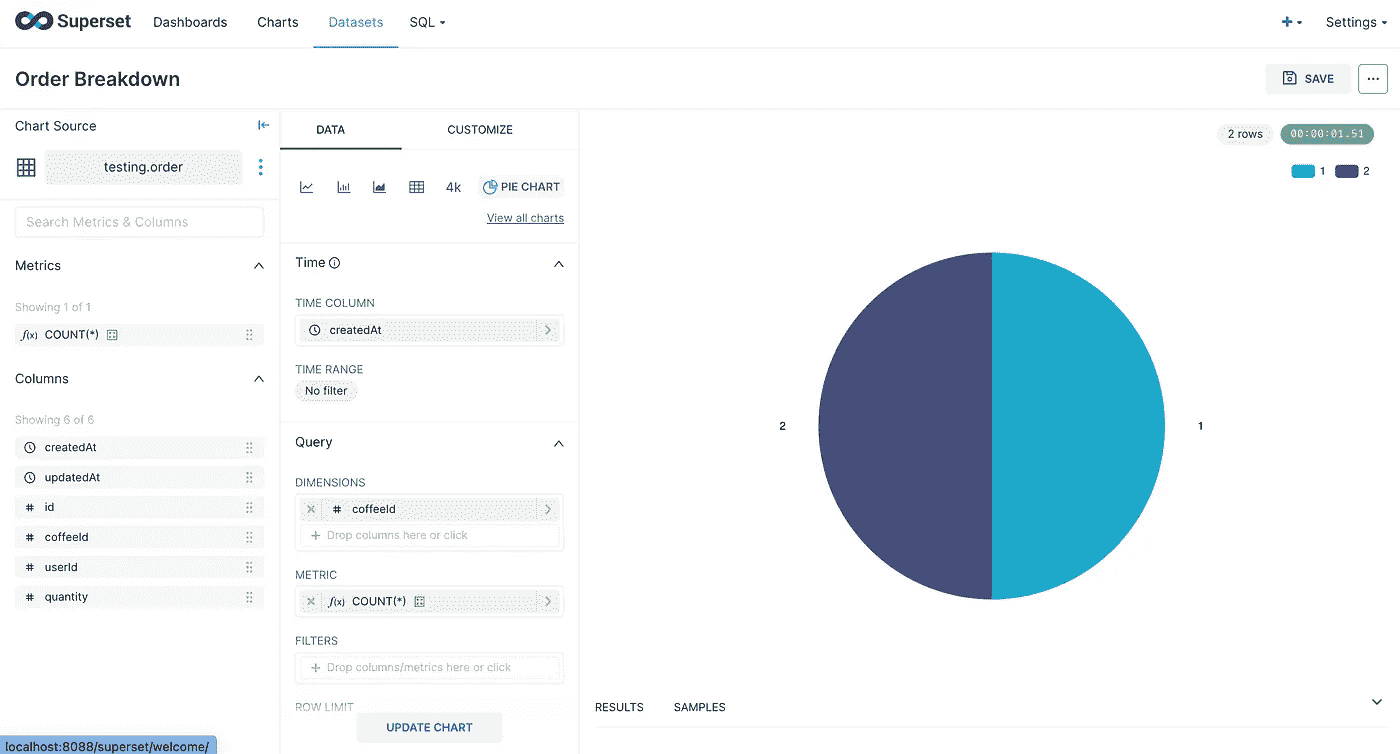 Superset Dashboards Charts Datasets SQL Settings
Order Breakdown
SAVE
Chart Source
testing.order
Search Metrics & Columns
Metrics
Showing 1 of 1
f(x) COUNT(*)
Columns
Showing 6 of 6
createdAt
updatedAt
# id
# coffeeId
# userId
# quantity
DATA CUSTOMIZE
4k PIE CHART
View all charts
Time
TIME COLUMN
createdAt
TIME RANGE
No filter
Query
DIMENSIONS
# coffeeId
+ Drop columns here or click
METRIC
f(x) COUNT(*)
FILTERS
+ Drop columns/metrics here or click
ROW LIMIT
UPDATE CHART
2 rows 00:00:01.51
1 2
2 1
RESULTS SAMPLES
localhost:8088/superset/welcome/